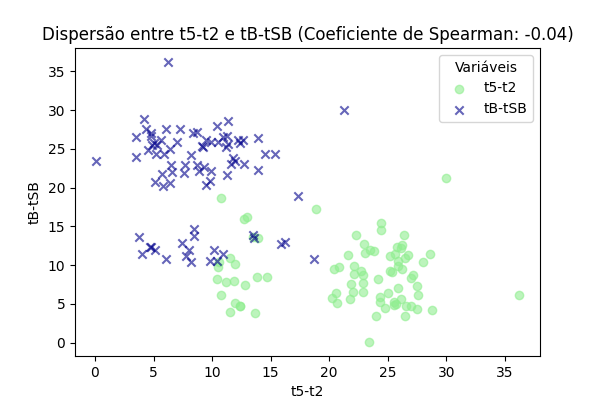 Dispersão entre t5-t2 e tB-tSB (Coeficiente de Spearman: -0.04)
Variáveis
t5-t2
tB-tSB
tB-tSB
35
30
25
20
15
10
5
0
0 5 10 15 20 25 30 35
t5-t2